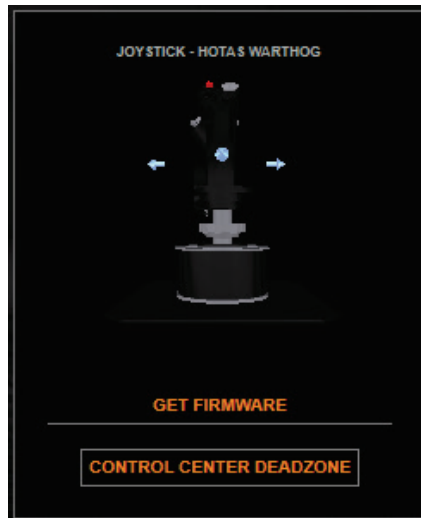 JOYSTICK - HOTAS WARTHOG
GET FIRMWARE
CONTROL CENTER DEADZONE